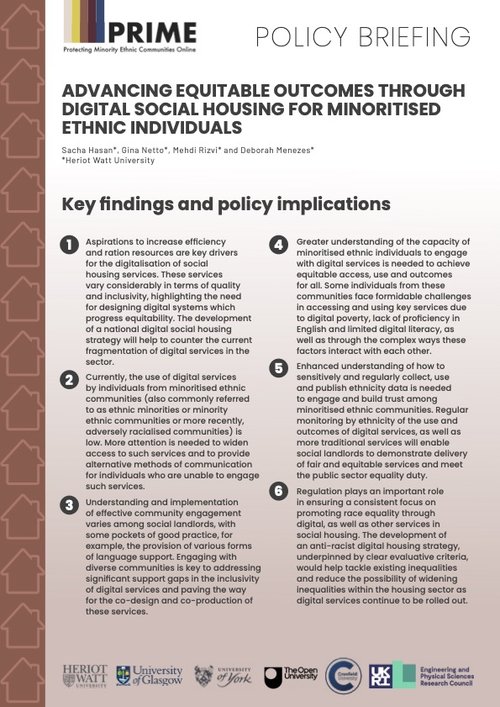 PRIME
Protecting Minority Ethnic Communities Online
POLICY BRIEFING
ADVANCING EQUITABLE OUTCOMES THROUGH
DIGITAL SOCIAL HOUSING FOR MINORITISED
ETHNIC INDIVIDUALS
Sacha Hasan*, Gina Netto*, Mehdi Rizvi* and Deborah Menezes*
*Heriot Watt University
Key findings and policy implications
1
Aspirations to increase efficiency
and ration resources are key drivers
for the digitalisation of social
housing services. These services
vary considerably in terms of quality
and inclusivity, highlighting the need
for designing digital systems which
progress equitability. The development
of a national digital social housing
strategy will help to counter the current
fragmentation of digital services in the
sector.
2
Currently, the use of digital services
by individuals from minoritised ethnic
communities (also commonly referred
to as ethnic minorities or minority
ethnic communities or more recently,
adversely racialised communities) is
low. More attention is needed to widen
access to such services and to provide
alternative methods of communication
for individuals who are unable to engage
such services.
3
Understanding and implementation
of effective community engagement
varies among social landlords, with
some pockets of good practice, for
example, the provision of various forms
of language support. Engaging with
diverse communities is key to addressing
significant support gaps in the inclusivity
of digital services and paving the way
for the co-design and co-production of
these services.
4
Greater understanding of the capacity of
minoritised ethnic individuals to engage
with digital services is needed to achieve
equitable access, use and outcomes
for all. Some individuals from these
communities face formidable challenges
in accessing and using key services due
to digital poverty, lack of proficiency in
English and limited digital literacy, as
well as through the complex ways these
factors interact with each other.
5
Enhanced understanding of how to
sensitively and regularly collect, use
and publish ethnicity data is needed
to engage and build trust among
minoritised ethnic communities. Regular
monitoring by ethnicity of the use and
outcomes of digital services, as well as
more traditional services will enable
social landlords to demonstrate delivery
of fair and equitable services and meet
the public sector equality duty.
6
Regulation plays an important role
in ensuring a consistent focus on
promoting race equality through
digital, as well as other services in
social housing. The development of
an anti-racist digital housing strategy,
underpinned by clear evaluative criteria,
would help tackle existing inequalities
and reduce the possibility of widening
inequalities within the housing sector as
digital services continue to be rolled out.
HERIOT
WATT
UNIVERSITY
University
of Glasgow
UNIVERSITY
of York
The Open
University
Cranfield
University
UK
RI
Engineering and
Physical Sciences
Research Council